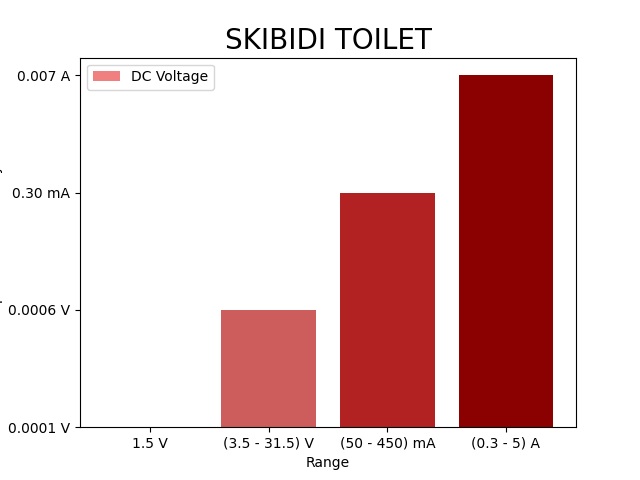 SKIBIDI TOILET
DC Voltage
0.007 A
0.30 mA
0.0006 V
0.0001 V
1.5 V
(3.5 - 31.5) V
(50 - 450) mA
(0.3 - 5) A
Range